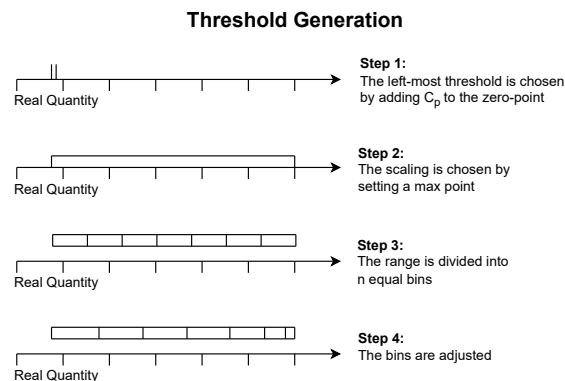 Threshold Generation
Step 1:
The left-most threshold is chosen
by adding Cp to the zero-point
Real Quantity
Step 2:
The scaling is chosen by
setting a max point
Real Quantity
Step 3:
The range is divided into
n equal bins
Real Quantity
Step 4:
The bins are adjusted
Real Quantity